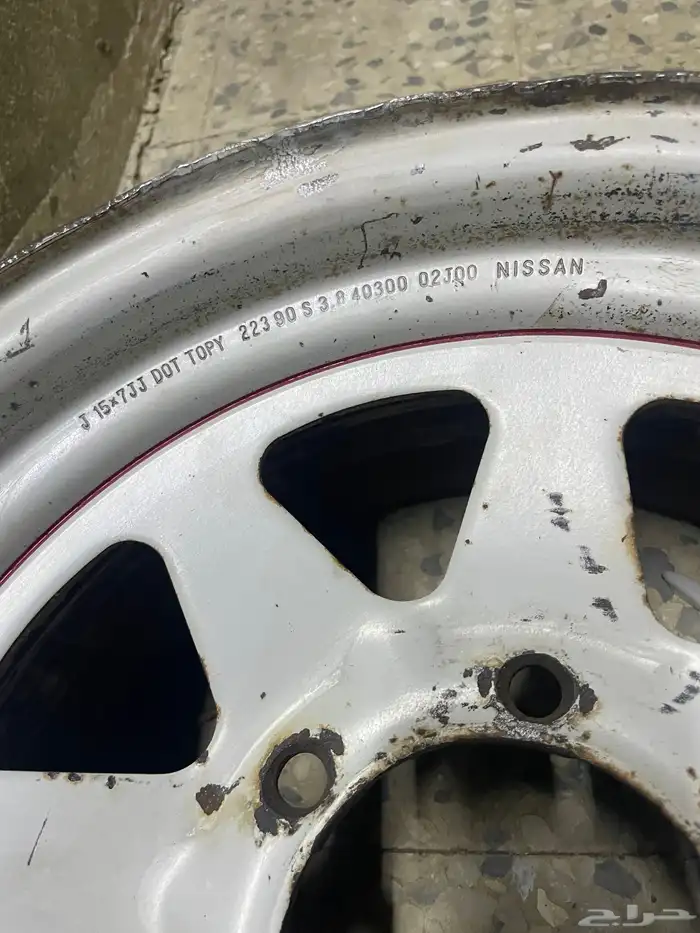 J 15×7JJ DOT TOPY 223 90 S 3.8 40300 02J00 NISSAN
حراج